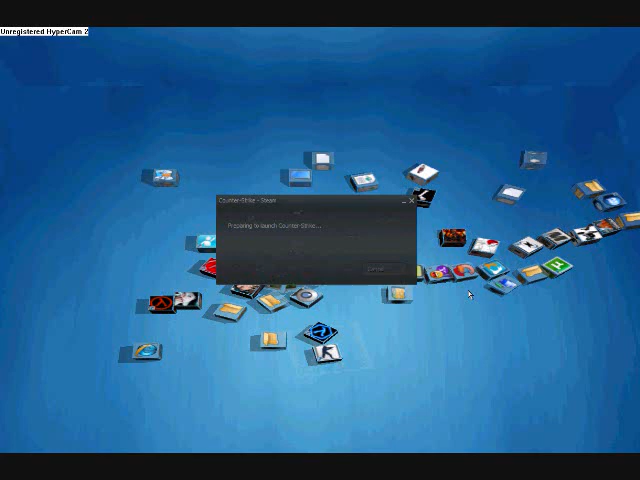 Unregistered HyperCam 2
Counter-Strike - Steam
Preparing to launch Counter-Strike...
Cancel